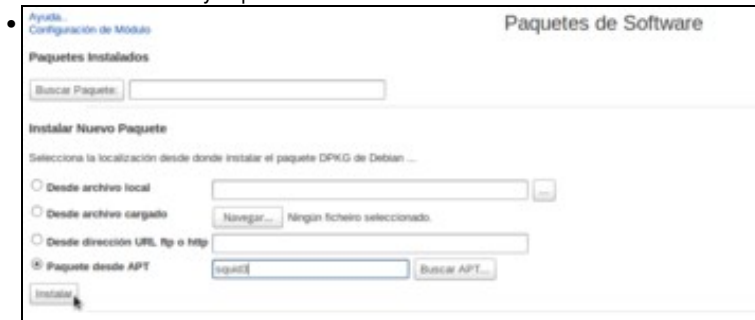 Ayuda..
Configuración de Módulo
Paquetes de Software
Paquetes Instalados
Buscar Paquete:
Instalar Nuevo Paquete
Selecciona la localización desde donde instalar el paquete DPKG de Debian ...
Desde archivo local ...
Desde archivo cargado Navegar... Ningún fichero seleccionado.
Desde dirección URL ftp o http
Paquete desde APT squid3 Buscar APT...
Instalar